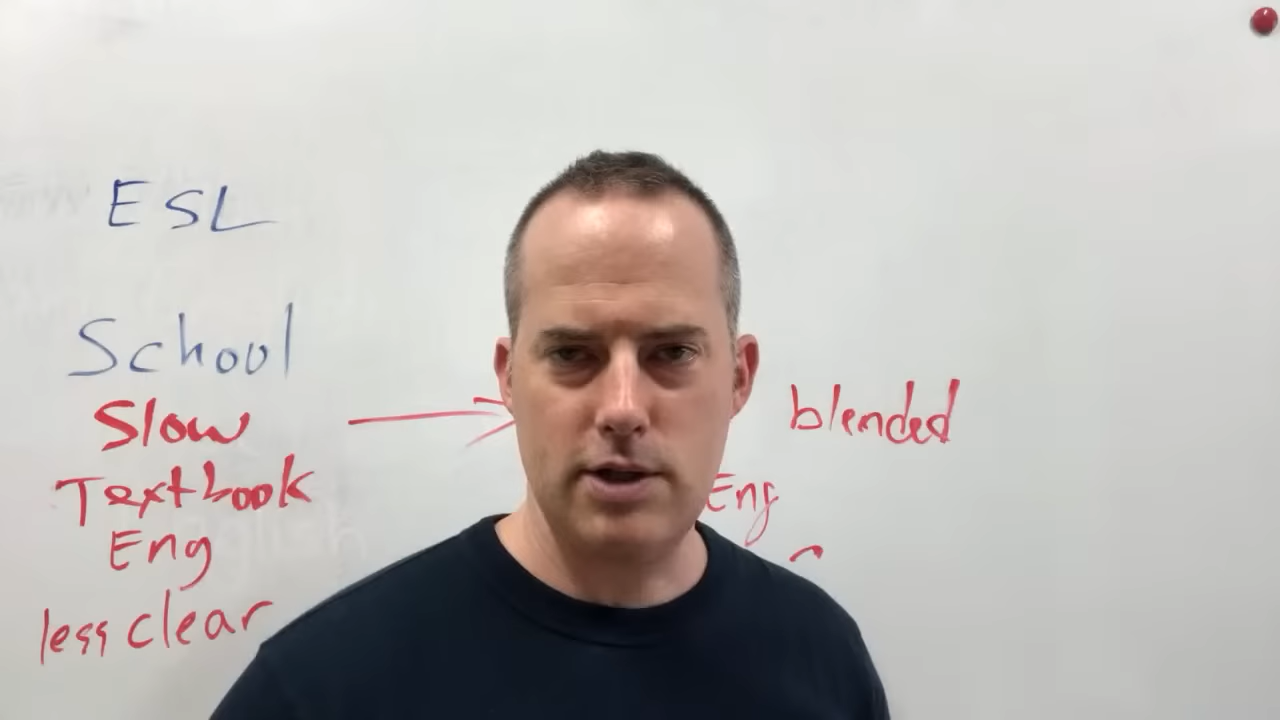 ESL
School
Slow
blended
Textbook
Eng
Eng
less clear